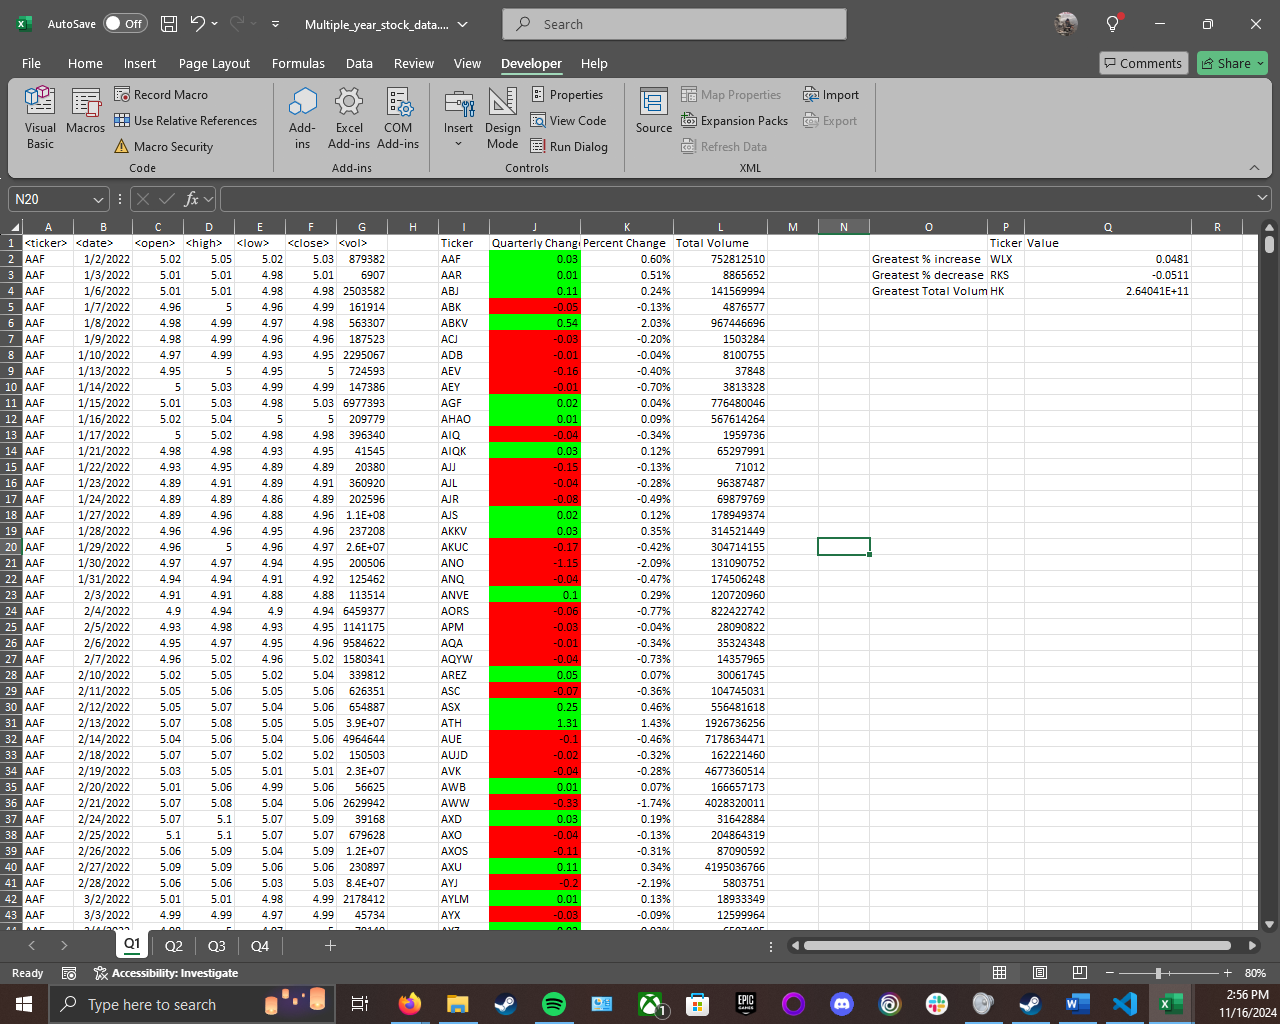 AutoSave Off Multiple_year_stock_data.... Search
File Home Insert Page Layout Formulas Data Review View Developer Help Comments Share
Visual Basic Macros Record Macro Use Relative References Macro Security Code
Add-ins Excel Add-ins COM Add-ins Add-ins
Insert Design Mode Properties View Code Run Dialog Controls
Source Map Properties Expansion Packs Refresh Data Import Export XML
N20 fx
A B C D E F G H I J K L M N O P Q R
1 <ticker> <date> <open> <high> <low> <close> <vol> Ticker Quarterly Chang Percent Change Total Volume Ticker Value
2 AAF 1/2/2022 5.02 5.05 5.02 5.03 879382 AAF 0.03 0.60% 752812510 Greatest % increase WLX 0.0481
3 AAF 1/3/2022 5.01 5.01 4.98 5.01 6907 AAR 0.01 0.51% 8865652 Greatest % decrease RKS -0.0511
4 AAF 1/6/2022 5.01 5.01 4.98 4.98 2503582 ABJ 0.11 0.24% 141569994 Greatest Total Volum HK 2.64041E+11
5 AAF 1/7/2022 4.96 5 4.96 4.99 161914 ABK -0.05 -0.13% 4876577
6 AAF 1/8/2022 4.98 4.99 4.97 4.98 563307 ABKV 0.54 2.03% 967446696
7 AAF 1/9/2022 4.98 4.99 4.96 4.96 187523 ACJ -0.03 -0.20% 1503284
8 AAF 1/10/2022 4.97 4.99 4.93 4.95 2295067 ADB -0.01 -0.04% 8100755
9 AAF 1/13/2022 4.95 5 4.95 5 724593 AEV -0.16 -0.40% 37848
10 AAF 1/14/2022 5 5.03 4.99 4.99 147386 AEY -0.01 -0.70% 3813328
11 AAF 1/15/2022 5.01 5.03 4.98 5.03 6977393 AGF 0.02 0.04% 776480046
12 AAF 1/16/2022 5.02 5.04 5 5 209779 AHAO 0.01 0.09% 567614264
13 AAF 1/17/2022 5 5.02 4.98 4.98 396340 AIQ -0.04 -0.34% 1959736
14 AAF 1/21/2022 4.98 4.98 4.93 4.95 41545 AIQK 0.03 0.12% 65297991
15 AAF 1/22/2022 4.93 4.95 4.89 4.89 20380 AJJ -0.15 -0.13% 71012
16 AAF 1/23/2022 4.89 4.91 4.89 4.91 360920 AJL -0.04 -0.28% 96387487
17 AAF 1/24/2022 4.89 4.89 4.86 4.89 202596 AJR -0.08 -0.49% 69879769
18 AAF 1/27/2022 4.89 4.96 4.88 4.96 1.1E+08 AJS 0.02 0.12% 178949374
19 AAF 1/28/2022 4.96 4.96 4.95 4.96 237208 AKKV 0.03 0.35% 314521449
20 AAF 1/29/2022 4.96 5 4.96 4.97 2.6E+07 AKUC -0.17 -0.42% 304714155
21 AAF 1/30/2022 4.97 4.97 4.94 4.95 200506 ANO -1.15 -2.09% 131090752
22 AAF 1/31/2022 4.94 4.94 4.91 4.92 125462 ANQ -0.04 -0.47% 174506248
23 AAF 2/3/2022 4.91 4.91 4.88 4.88 113514 ANVE 0.1 0.29% 120720960
24 AAF 2/4/2022 4.9 4.94 4.9 4.94 6459377 AORS -0.06 -0.77% 822422742
25 AAF 2/5/2022 4.93 4.98 4.93 4.95 1141175 APM -0.03 -0.04% 28090822
26 AAF 2/6/2022 4.95 4.97 4.95 4.96 9584622 AQA -0.01 -0.34% 35324348
27 AAF 2/7/2022 4.96 5.02 4.96 5.02 1580341 AQYW -0.04 -0.73% 14357965
28 AAF 2/10/2022 5.02 5.05 5.02 5.04 339812 AREZ 0.05 0.07% 30061745
29 AAF 2/11/2022 5.05 5.06 5.05 5.06 626351 ASC -0.07 -0.36% 104745031
30 AAF 2/12/2022 5.05 5.07 5.04 5.06 654887 ASX 0.25 0.46% 556481618
31 AAF 2/13/2022 5.07 5.08 5.05 5.05 3.9E+07 ATH 1.31 1.43% 1926736256
32 AAF 2/14/2022 5.04 5.06 5.04 5.06 4964644 AUE -0.1 -0.46% 7178634471
33 AAF 2/18/2022 5.07 5.07 5.02 5.02 150503 AUJD -0.02 -0.32% 162221460
34 AAF 2/19/2022 5.03 5.05 5.01 5.01 2.3E+07 AVK -0.04 -0.28% 4677360514
35 AAF 2/20/2022 5.01 5.06 4.99 5.06 56625 AWB 0.01 0.07% 166657173
36 AAF 2/21/2022 5.07 5.08 5.04 5.06 2629942 AWW -0.33 -1.74% 4028320011
37 AAF 2/24/2022 5.07 5.1 5.07 5.09 39168 AXD 0.03 0.19% 31642884
38 AAF 2/25/2022 5.1 5.1 5.07 5.07 679628 AXO -0.04 -0.13% 204864319
39 AAF 2/26/2022 5.06 5.09 5.04 5.09 1.2E+07 AXOS -0.11 -0.31% 87090592
40 AAF 2/27/2022 5.09 5.09 5.06 5.06 230897 AXU 0.11 0.34% 4195036766
41 AAF 2/28/2022 5.06 5.06 5.03 5.03 8.4E+07 AYJ -0.2 -2.19% 5803751
42 AAF 3/2/2022 5.01 5.01 4.98 4.99 2178412 AYLM 0.01 0.13% 18933349
43 AAF 3/3/2022 4.99 4.99 4.97 4.99 45734 AYX -0.03 -0.09% 12599964
Q1 Q2 Q3 Q4
Ready Accessibility: Investigate 80%
Type here to search 1 EPIC GAMES 2:56 PM
11/16/2024